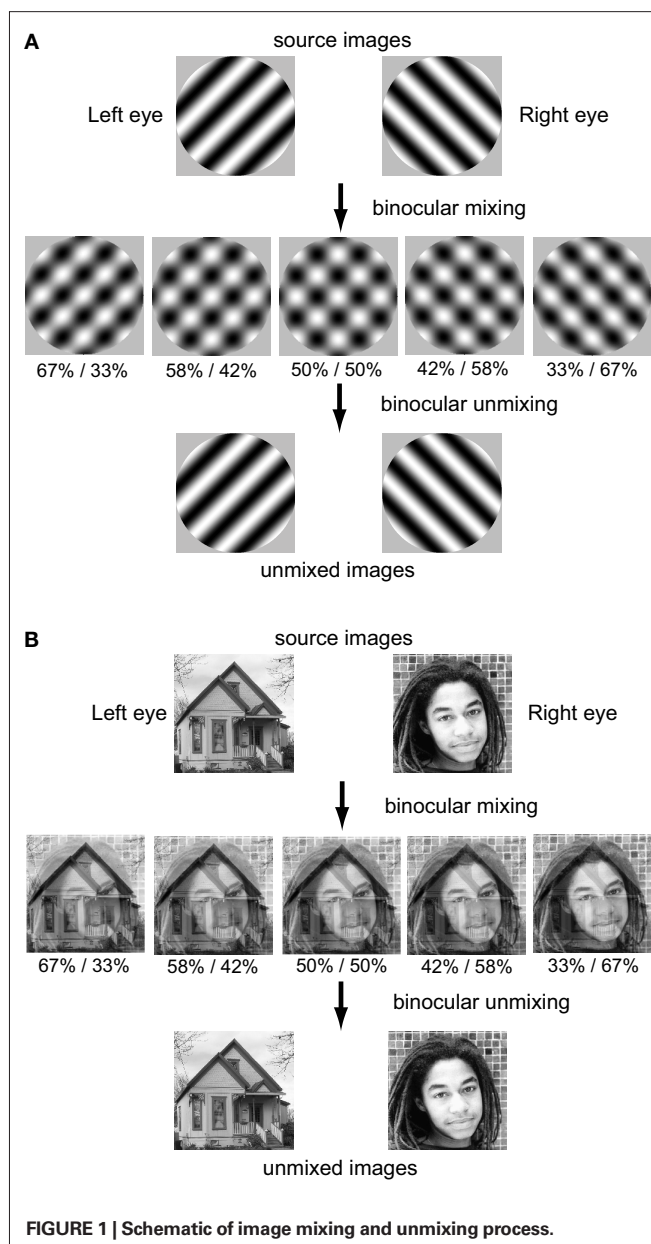 A
source images
Left eye
Right eye
binocular mixing
67% / 33% 58% / 42% 50% / 50% 42% / 58% 33% / 67%
binocular unmixing
unmixed images
B
source images
Left eye
Right eye
binocular mixing
67% / 33% 58% / 42% 50% / 50% 42% / 58% 33% / 67%
binocular unmixing
unmixed images
FIGURE 1 | Schematic of image mixing and unmixing process.